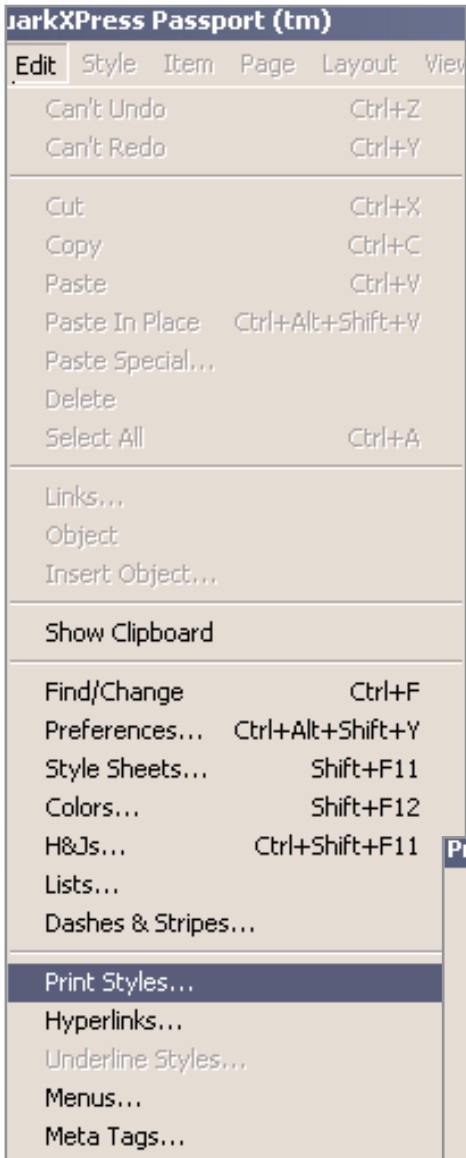 uarkXPress Passport (tm)
Edit Style Item Page Layout View
Can't Undo Ctrl+Z
Can't Redo Ctrl+Y
Cut Ctrl+X
Copy Ctrl+C
Paste Ctrl+V
Paste In Place Ctrl+Alt+Shift+V
Paste Special...
Delete
Select All Ctrl+A
Links...
Object
Insert Object...
Show Clipboard
Find/Change Ctrl+F
Preferences... Ctrl+Alt+Shift+Y
Style Sheets... Shift+F11
Colors... Shift+F12
H&Js... Ctrl+Shift+F11
Pr
Lists...
Dashes & Stripes...
Print Styles...
Hyperlinks...
Underline Styles...
Menus...
Meta Tags...